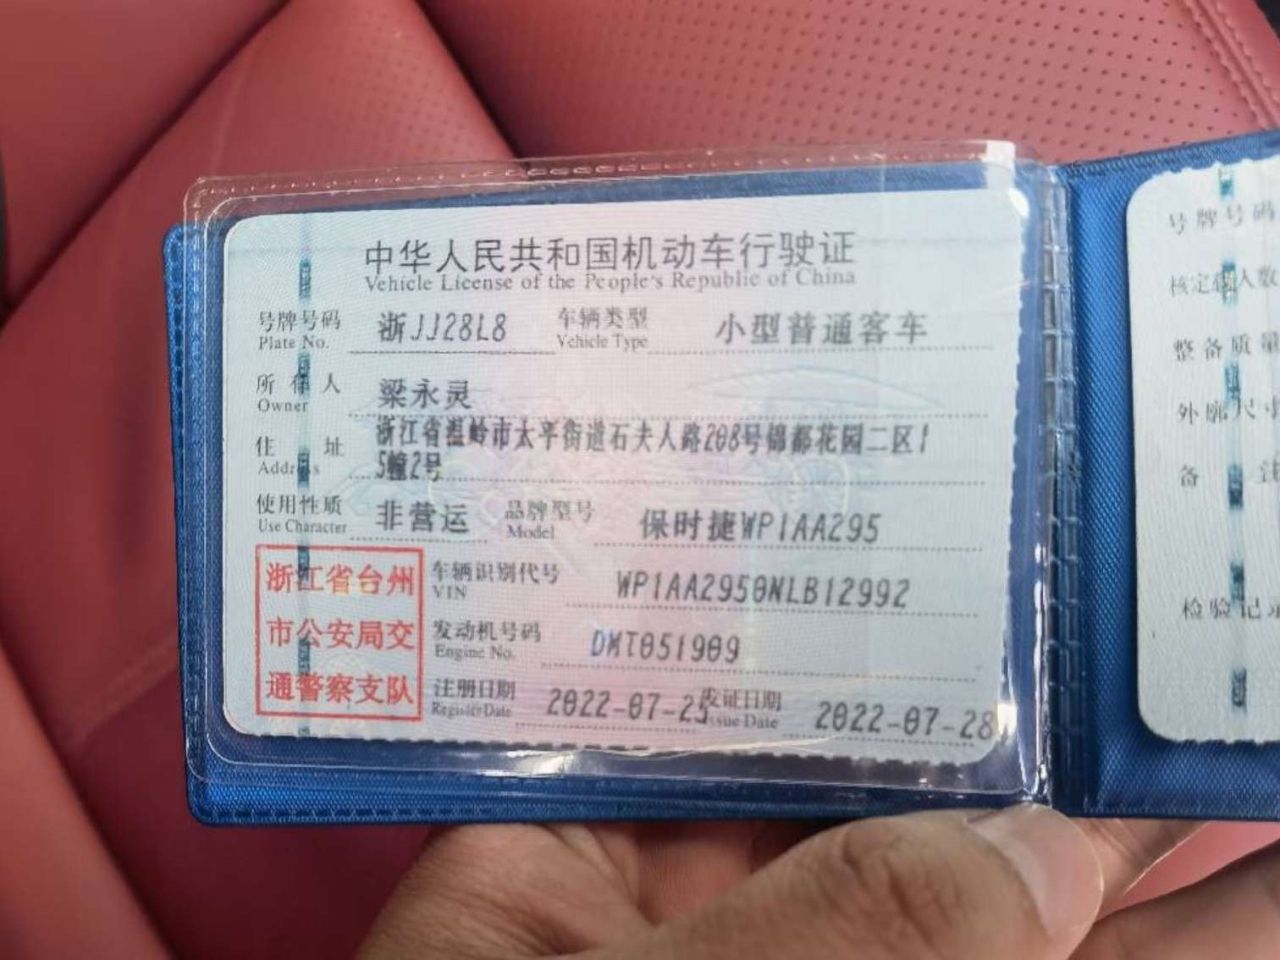 中华人民共和国机动车行驶证
Vehicle License of the People's Republic of China
号牌号码 浙JJ28L8 车辆类型 小型普通客车
Plate No. Vehicle Type
所有人 梁永灵
Owner
住址 浙江省温岭市太平街道石夫人路208号锦都花园二区1
Address 5幢2号
使用性质 非营运 品牌型号 保时捷WP1AA295
Use Character Model
浙江省台州
市公安局交
通警察支队
车辆识别代号 WP1AA2950NLB12992
VIN
发动机号码 DMT051909
Engine No.
注册日期 2022-07-25 发证日期 2022-07-28
Register Date Issue Date
号牌号码
核定载人数
整备质量
外廓尺寸
备注
检验记录